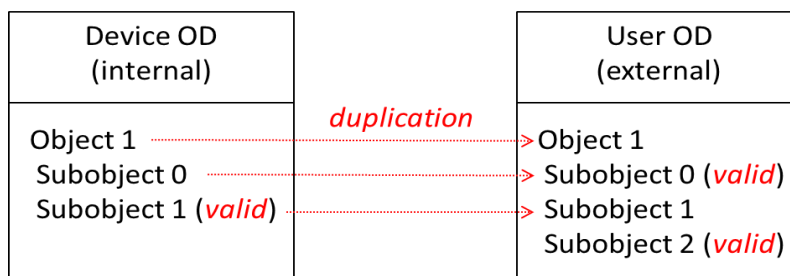 Device OD
(internal)
User OD
(external)
duplication
Object 1
Object 1
Subobject 0
Subobject 0 (valid)
Subobject 1 (valid)
Subobject 1
Subobject 2 (valid)